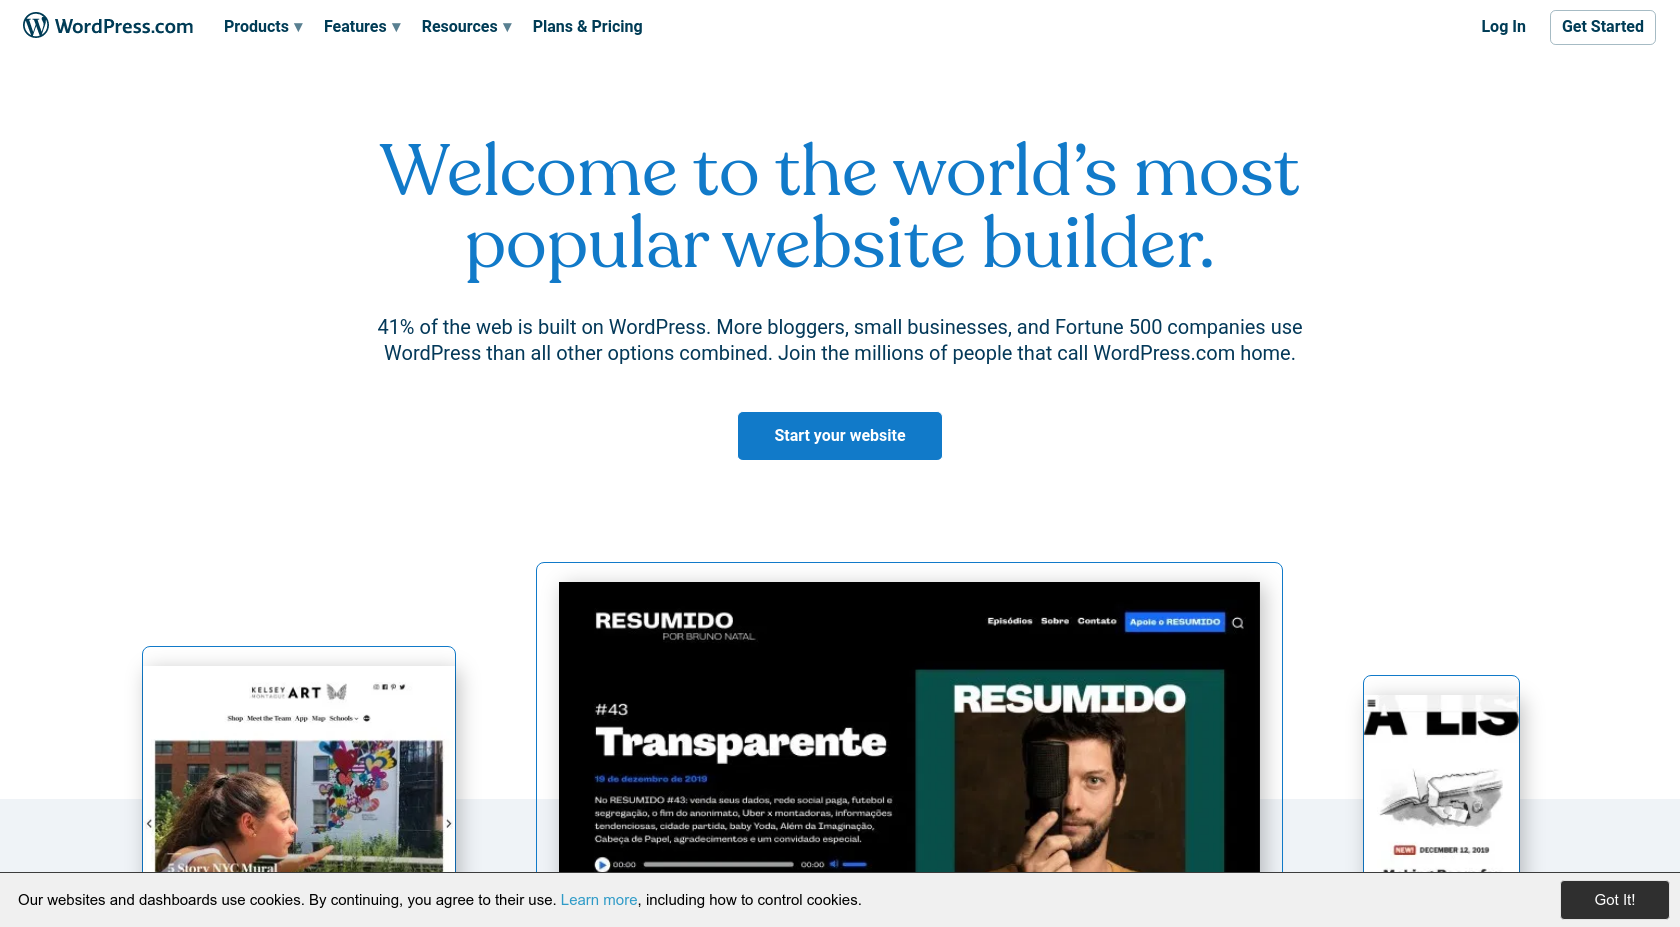 WordPress.com
Products ▾ Features ▾ Resources ▾ Plans & Pricing
Log In Get Started
Welcome to the world’s most
popular website builder.
41% of the web is built on WordPress. More bloggers, small businesses, and Fortune 500 companies use
WordPress than all other options combined. Join the millions of people that call WordPress.com home.
Start your website
KELSEY
MONTAGUE
ART
Shop Meet the Team App Map Schools
5 Story NYC Mural
RESUMIDO
POR BRUNO NATAL
Episódios Sobre Contato Apoie o RESUMIDO
#43
Transparente
19 de dezembro de 2019
No RESUMIDO #43: venda seus dados, rede social paga, futebol e
segregação, o fim do anonimato, Uber x montadoras, informações
tendenciosas, cidade partida, baby Yoda, Além da Imaginação,
Cabeça de Papel, agradecimentos e um convidado especial.
00:00 00:00
RESUMIDO
A LIS
NEW! DECEMBER 12, 2019
Our websites and dashboards use cookies. By continuing, you agree to their use. Learn more, including how to control cookies.
Got It!